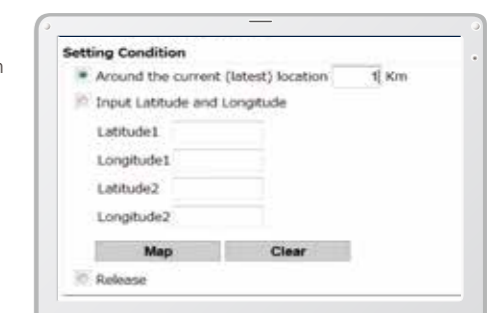 n
Setting Condition
Around the current (latest) location 1 Km
Input Latitude and Longitude
Latitude1
Longitude1
Latitude2
Longitude2
Map Clear
Release